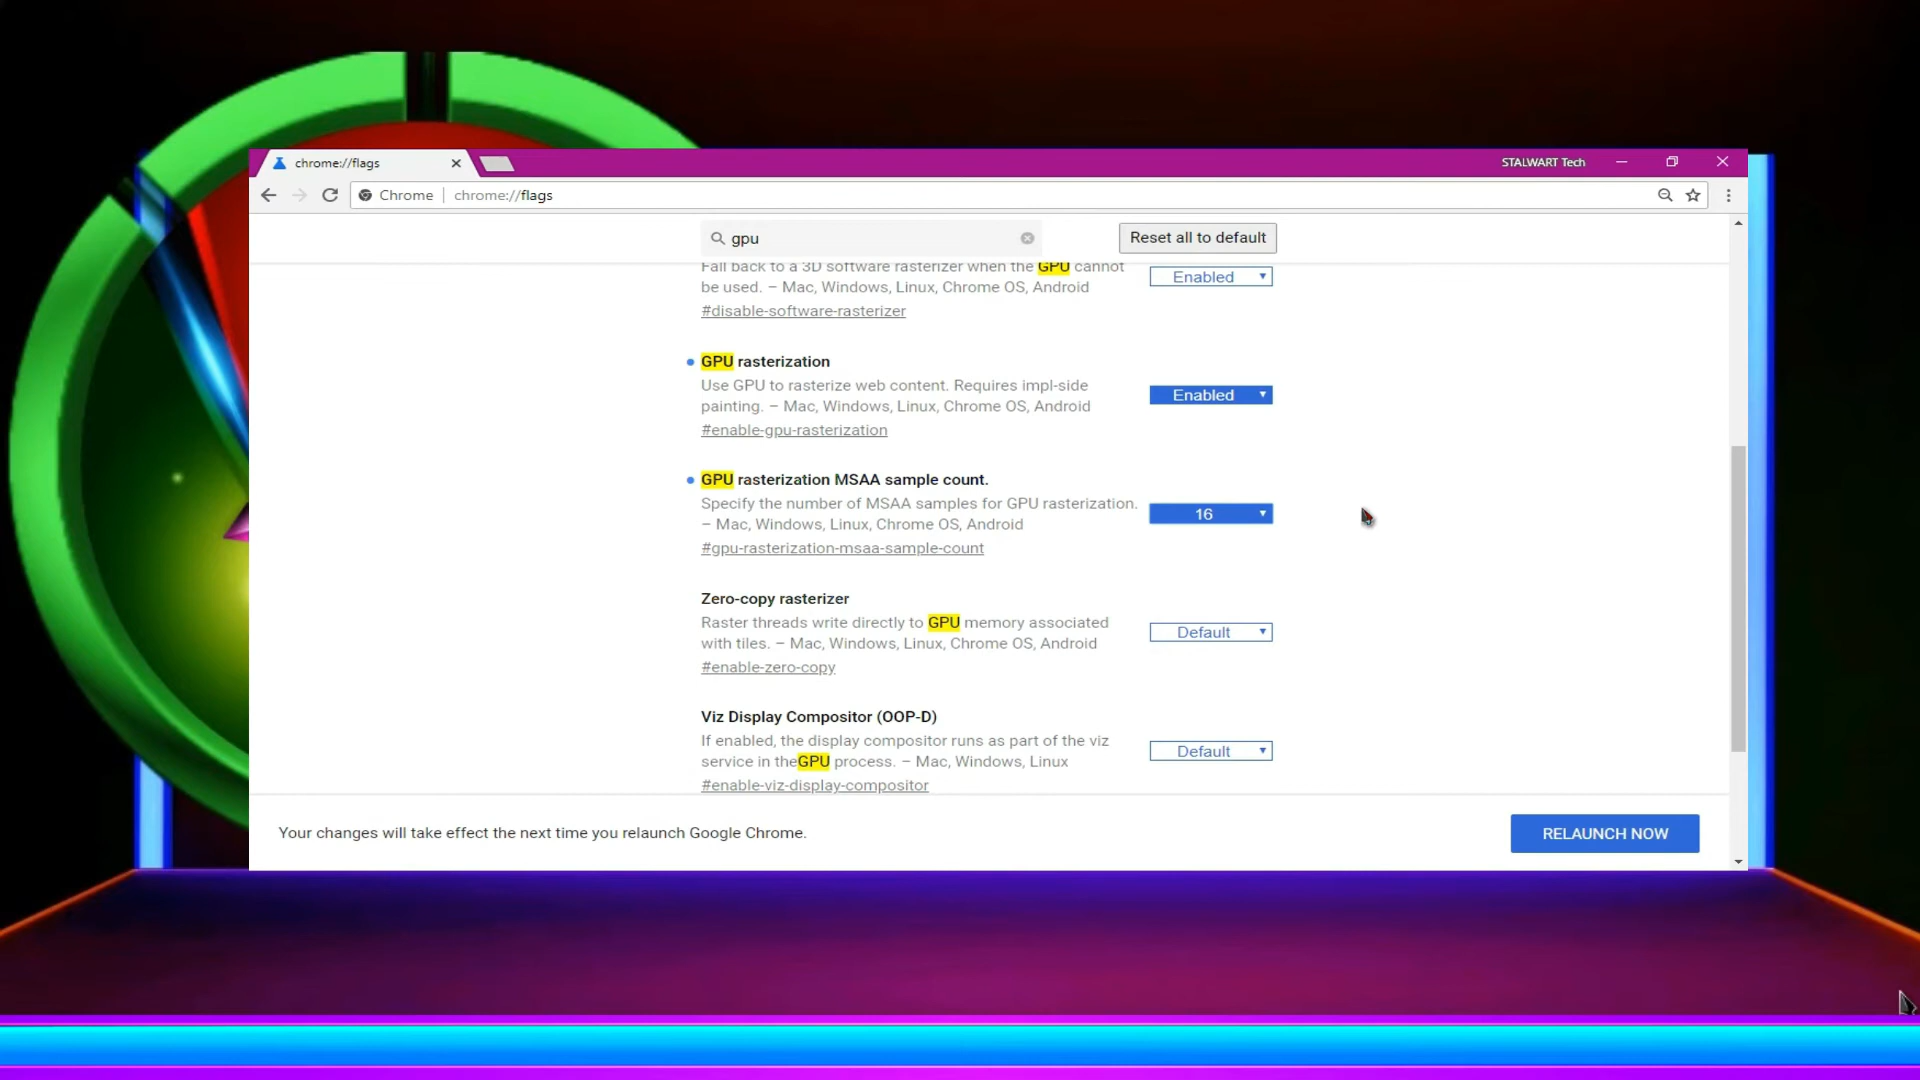 chrome://flags
STALWART Tech
Chrome
chrome://flags
gpu
Reset all to default
Fall back to a 3D software rasterizer when the GPU cannot
be used. – Mac, Windows, Linux, Chrome OS, Android
#disable-software-rasterizer
Enabled
GPU rasterization
Use GPU to rasterize web content. Requires impl-side
painting. – Mac, Windows, Linux, Chrome OS, Android
#enable-gpu-rasterization
Enabled
GPU rasterization MSAA sample count.
Specify the number of MSAA samples for GPU rasterization.
– Mac, Windows, Linux, Chrome OS, Android
#gpu-rasterization-msaa-sample-count
16
Zero-copy rasterizer
Raster threads write directly to GPU memory associated
with tiles. – Mac, Windows, Linux, Chrome OS, Android
#enable-zero-copy
Default
Viz Display Compositor (OOP-D)
If enabled, the display compositor runs as part of the viz
service in theGPU process. – Mac, Windows, Linux
#enable-viz-display-compositor
Default
Your changes will take effect the next time you relaunch Google Chrome.
RELAUNCH NOW